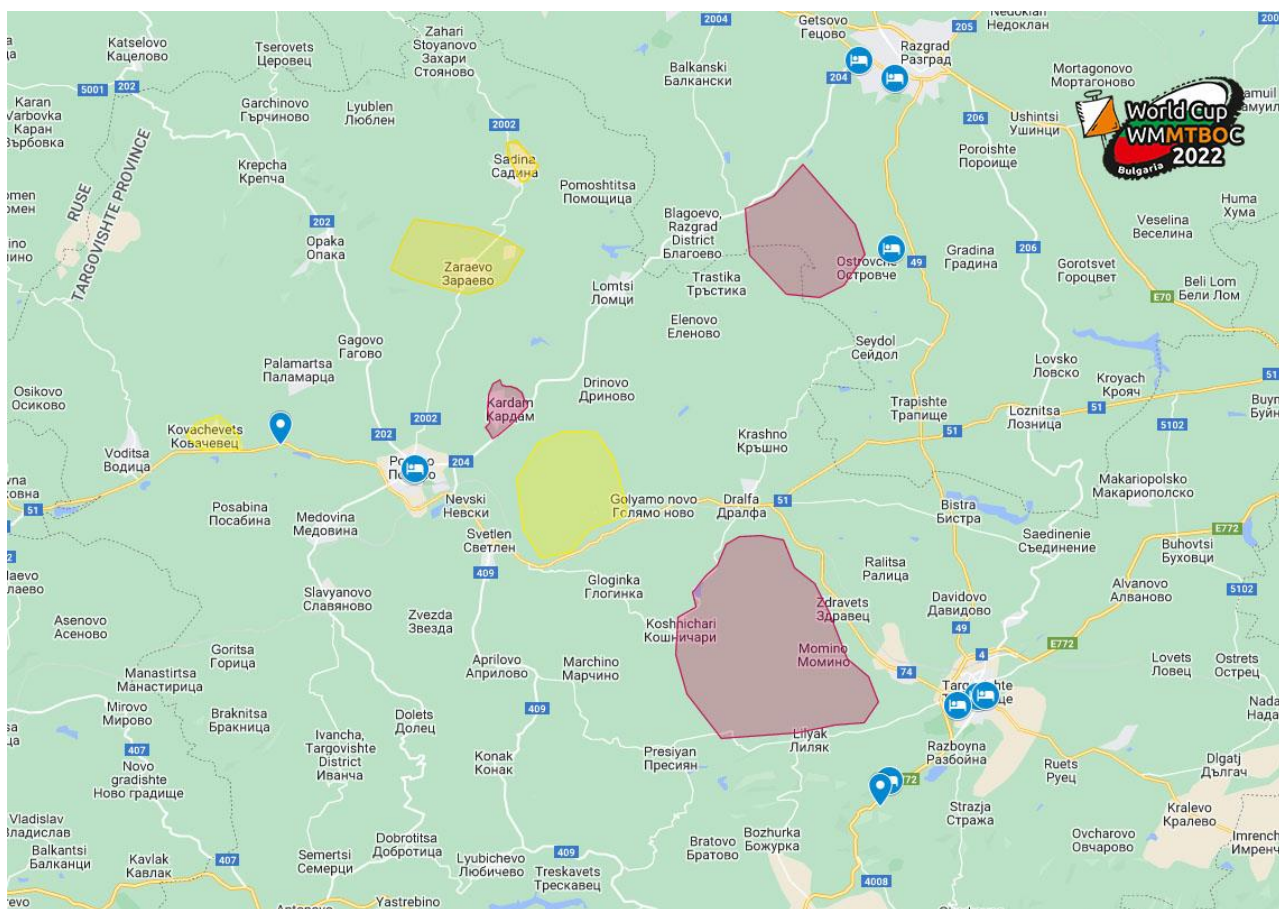 Katselovo
Кацелово
Tserovets
Церовец
Zahari
Stoyanovo
Захари
Стояново
2004
Getsovo
Гецово
Nedoklan
Недоклан
205
Razgrad
Разград
204
Balkanski
Балкански
Mortagonovo
Мортагоново
5001
202
Karan
Varbovka
Каран
Върбовка
Garchinovo
Гърчиново
Lyublen
Люблен
2002
206
Ushintsi
Ушинци
World Cup
WMMTBOC
2022
Bulgaria
RUSE
TARGOVISHTE PROVINCE
Krepcha
Крепча
Sadina
Садина
Pomoshtitsa
Помощица
Poroishte
Пороище
Huma
Хума
202
Opaka
Опака
Blagoevo,
Razgrad
District
Благоево
Veselina
Веселина
Zaraevo
Зараево
Ostrovche
Островче
49
Gradina
Градина
206
Gorotsvet
Гороцвет
Beli Lom
Бели Лом
E70
Lomtsi
Ломци
Trastika
Тръстика
Elenovo
Еленово
Gagovo
Гагово
Seydol
Сейдол
Palamartsa
Паламарца
Lovsko
Ловско
Osikovo
Осиково
Drinovo
Дриново
Kroyach
Крояч
51
Kardam
Кардам
Trapishte
Трапище
51
Loznitsa
Лозница
5102
Kovachevets
Ковачевец
202
2002
Voditsa
Водица
204
Krashno
Кръшно
51
Posabina
Посабина
Medovina
Медовина
Nevski
Невски
Golyamo novo
Голямо ново
Dralfa
Дралфа
51
Makariopolsko
Макариополско
Bistra
Бистра
Svetlen
Светлен
409
E772
Saedinenie
Съединение
Buhovtsi
Буховци
Slavyanovo
Славяново
Gloginka
Глогинка
Ralitsa
Ралица
Alvanovo
Алваново
5102
Asenovo
Асеново
Zvezda
Звезда
Zdravets
Здравец
Davidovo
Давидово
49
Koshnichari
Кошничари
E772
4
Goritsa
Горица
Momino
Момино
Manastirtsa
Манастирица
Aprilovo
Априлово
Marchino
Марчино
74
Lovets
Ловец
Ostrets
Острец
Mirovo
Мирово
Braknitsa
Бракница
Dolets
Долец
409
407
Ivancha,
Targovishte
District
Иванча
Lilyak
Лиляк
Razboyna
Разбойна
Konak
Конак
Presiyan
Пресиян
Ruets
Руец
Dlgatj
Дългач
Novo
gradishte
Ново градище
Strazja
Стража
Kralevo
Кралево
Vladislav
Владислав
Bozhurka
Божурка
Bratovo
Братово
Ovcharovo
Овчарово
Balkantsi
Балканци
Kavlak
Кавлак
407
Semertsi
Семерци
Dobrotitsa
Добротица
Lyubichevo
Любичево
409
Treskavets
Трескавец
4008
Yastrebino